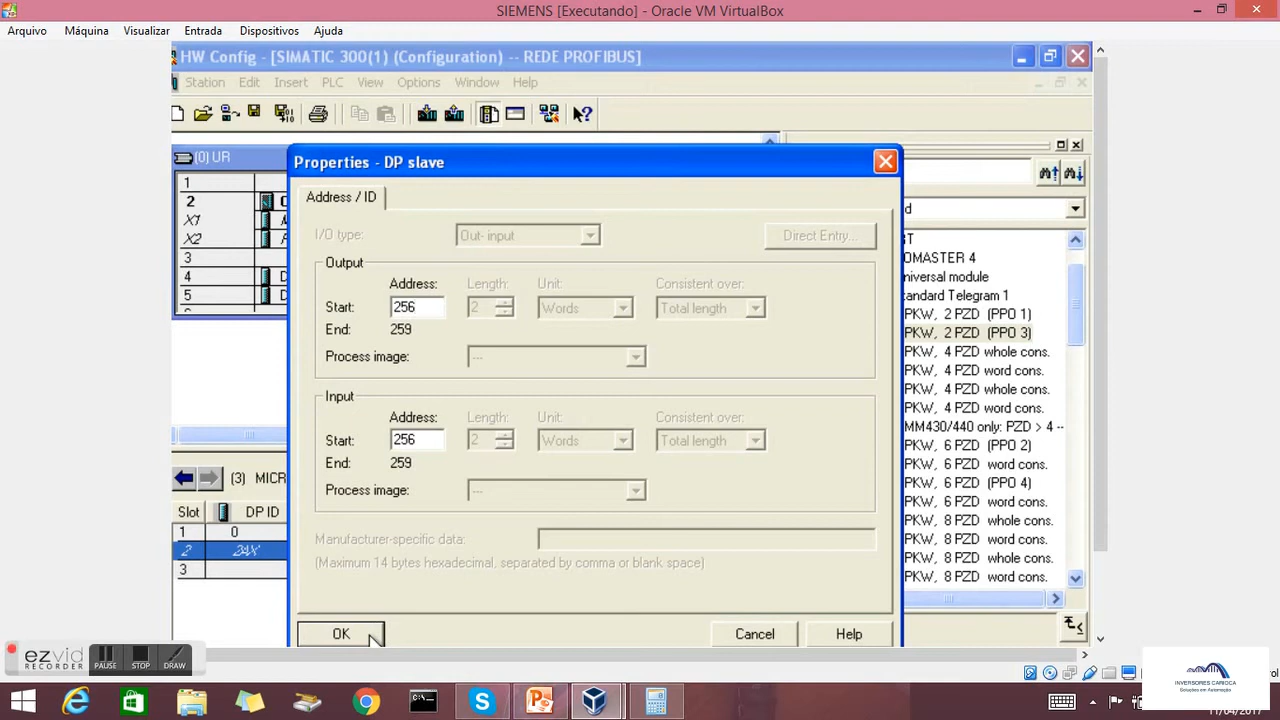 SIEMENS [Executando] - Oracle VM VirtualBox
Arquivo Máquina Visualizar Entrada Dispositivos Ajuda
HW Config - [SIMATIC 300(1) (Configuration) -- REDE PROFIBUS]
Station Edit Insert PLC View Options Window Help
(0) UR
1
2
X1
X2
3
4 D
5 D
Properties - DP slave
Address / ID
I/O type: Out- input Direct Entry...
Output
Address: Length: Unit: Consistent over:
Start: 256 2 Words Total length
End: 259
Process image: ---
Input
Address: Length: Unit: Consistent over:
Start: 256 2 Words Total length
End: 259
Process image: ---
Manufacturer-specific data:
(Maximum 14 bytes hexadecimal, separated by comma or blank space)
OK Cancel Help
d
OMASTER 4
niversal module
tandard Telegram 1
PKW, 2 PZD (PPO 1)
PKW, 2 PZD (PPO 3)
PKW, 4 PZD whole cons.
PKW, 4 PZD word cons.
PKW, 4 PZD whole cons.
PKW, 4 PZD word cons.
MM430/440 only: PZD > 4 --
PKW, 6 PZD (PPO 2)
PKW, 6 PZD word cons.
PKW, 6 PZD (PPO 4)
PKW, 6 PZD word cons.
PKW, 8 PZD whole cons.
PKW, 8 PZD word cons.
PKW, 8 PZD whole cons.
PKW, 8 PZD word cons.
(3) MICR
Slot DP ID
1 0
2 24X
3
ezvid
RECORDER
PAUSE STOP DRAW
INVERSORES CARIOCA
Soluções em Automação
11/04/2017